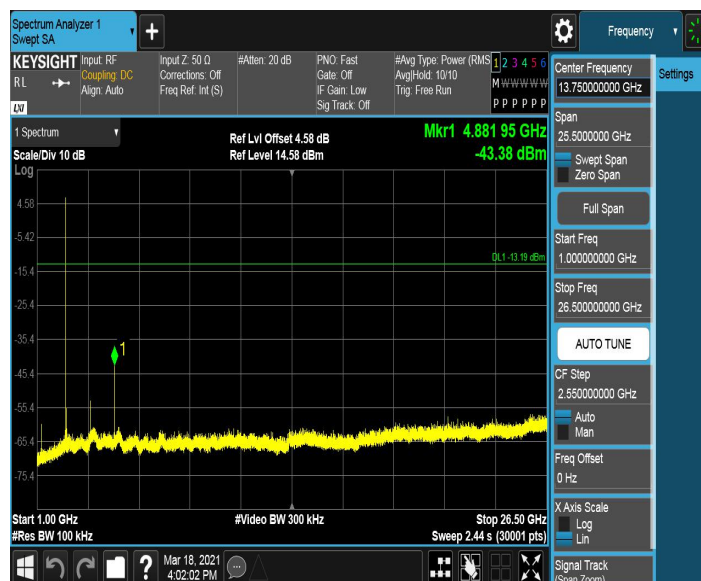 Spectrum Analyzer 1
Swept SA
+
Frequency
KEYSIGHT
RL
LXI
Input: RF
Coupling: DC
Align: Auto
Input Z: 50 Ω
Corrections: Off
Freq Ref: Int (S)
#Atten: 20 dB
PNO: Fast
Gate: Off
IF Gain: Low
Sig Track: Off
#Avg Type: Power (RMS
Avg|Hold: 10/10
Trig: Free Run
1 2 3 4 5 6
M W W W W W
P P P P P P
1 Spectrum
Scale/Div 10 dB
Ref Lvl Offset 4.58 dB
Ref Level 14.58 dBm
Mkr1 4.881 95 GHz
-43.38 dBm
Log
4.58
-5.42
DL1 -13.19 dBm
-15.4
-25.4
-35.4
1
-45.4
-55.4
-65.4
-75.4
Start 1.00 GHz
#Video BW 300 kHz
Stop 26.50 GHz
#Res BW 100 kHz
Sweep 2.44 s (30001 pts)
?
Mar 18, 2021
4:02:02 PM
Center Frequency
13.750000000 GHz
Settings
Span
25.5000000 GHz
Swept Span
Zero Span
Full Span
Start Freq
1.000000000 GHz
Stop Freq
26.500000000 GHz
AUTO TUNE
CF Step
2.550000000 GHz
Auto
Man
Freq Offset
0 Hz
X Axis Scale
Log
Lin
Signal Track
(Span Zoom)